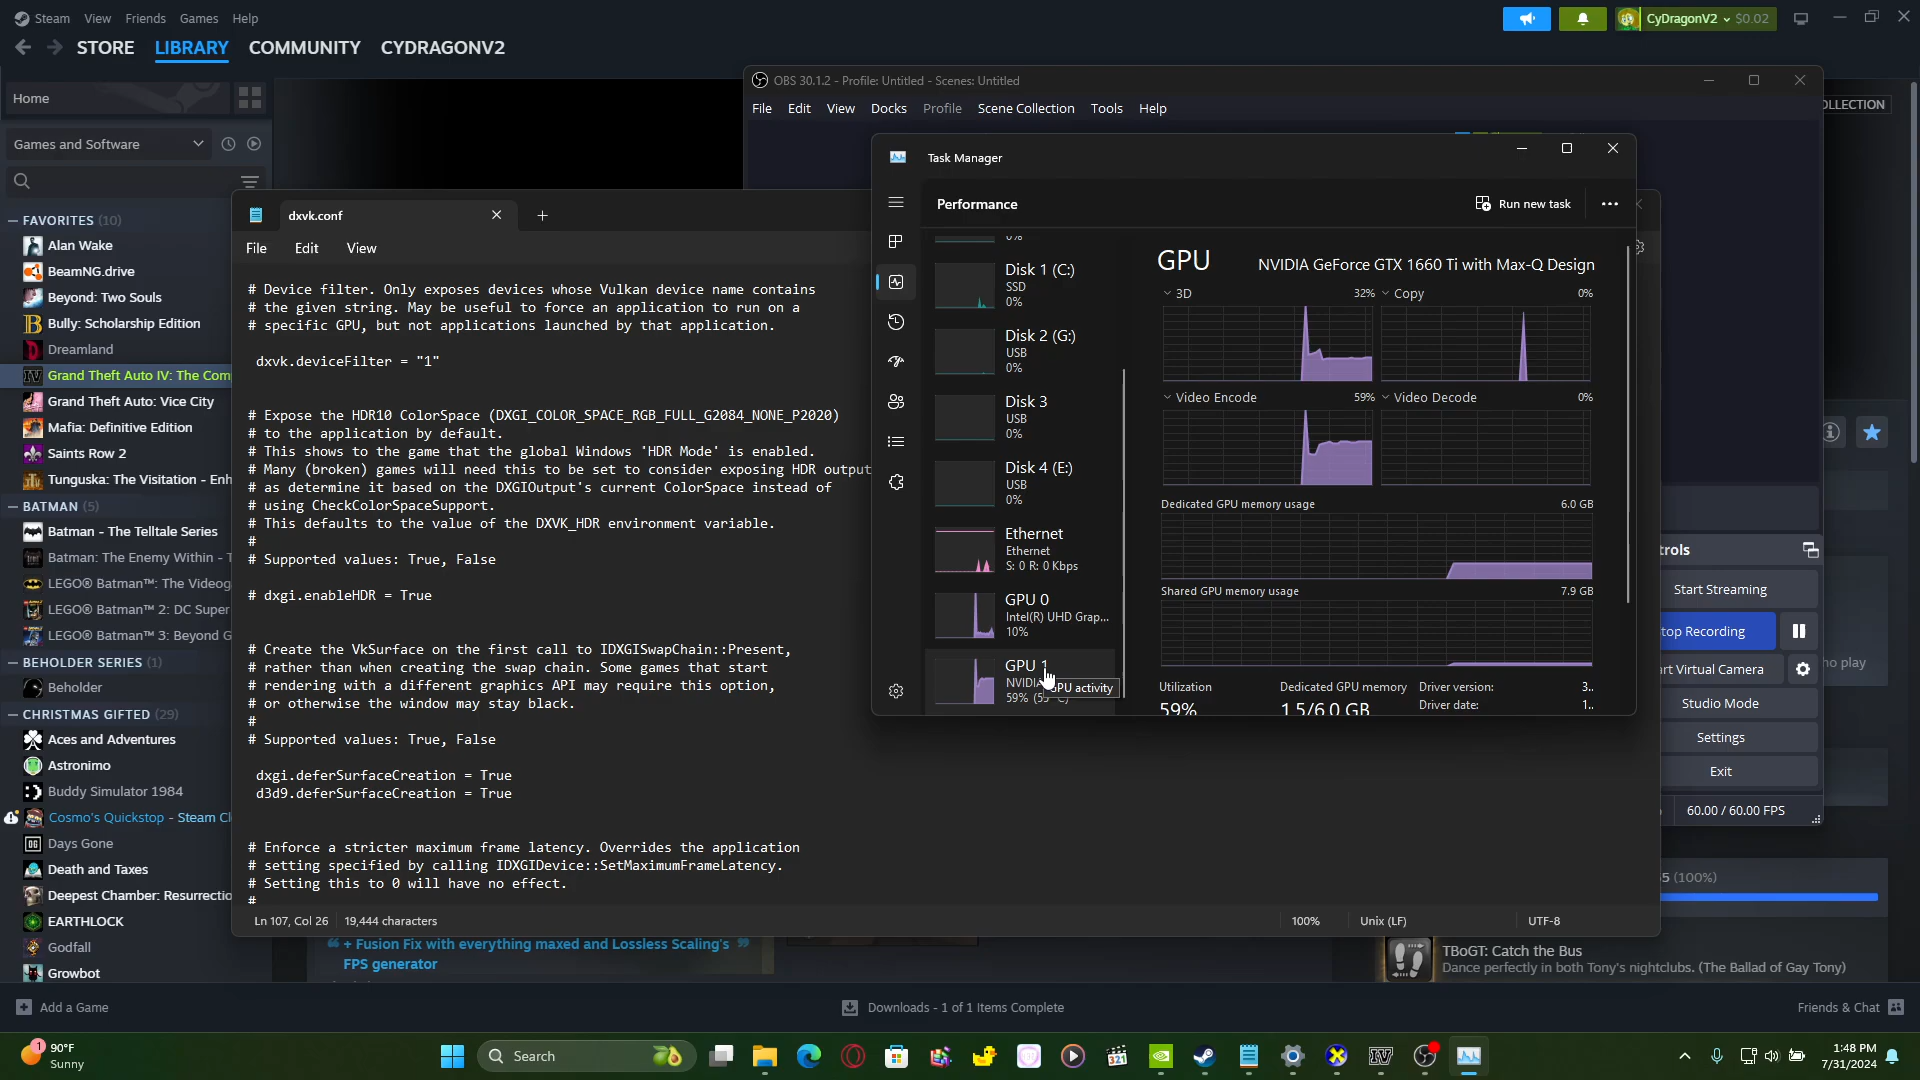 Steam View Friends Games Help
CyDragonV2 $0.02
STORE LIBRARY COMMUNITY CYDRAGONV2
Home
Games and Software
FAVORITES (10)
Alan Wake
BeamNG.drive
Beyond: Two Souls
Bully: Scholarship Edition
Dreamland
Grand Theft Auto IV: The Com
Grand Theft Auto: Vice City
Mafia: Definitive Edition
Saints Row 2
Tunguska: The Visitation - Enh
BATMAN (5)
Batman - The Telltale Series
Batman: The Enemy Within - T
LEGO® Batman™: The Videog
LEGO® Batman™ 2: DC Super
LEGO® Batman™ 3: Beyond G
BEHOLDER SERIES (1)
Beholder
CHRISTMAS GIFTED (29)
Aces and Adventures
Astronimo
Buddy Simulator 1984
Cosmo's Quickstop - Steam Cl
Days Gone
Death and Taxes
Deepest Chamber: Resurrectio
EARTHLOCK
Godfall
Growbot
Add a Game
OBS 30.1.2 - Profile: Untitled - Scenes: Untitled
File Edit View Docks Profile Scene Collection Tools Help
OLLECTION
dxvk.conf
File Edit View
# Device filter. Only exposes devices whose Vulkan device name contains
# the given string. May be useful to force an application to run on a
# specific GPU, but not applications launched by that application.
dxvk.deviceFilter = "1"
# Expose the HDR10 ColorSpace (DXGI_COLOR_SPACE_RGB_FULL_G2084_NONE_P2020)
# to the application by default.
# This shows to the game that the global Windows 'HDR Mode' is enabled.
# Many (broken) games will need this to be set to consider exposing HDR output
# as determine it based on the DXGIOutput's current ColorSpace instead of
# using CheckColorSpaceSupport.
# This defaults to the value of the DXVK_HDR environment variable.
#
# Supported values: True, False
# dxgi.enableHDR = True
# Create the VkSurface on the first call to IDXGISwapChain::Present,
# rather than when creating the swap chain. Some games that start
# rendering with a different graphics API may require this option,
# or otherwise the window may stay black.
#
# Supported values: True, False
dxgi.deferSurfaceCreation = True
d3d9.deferSurfaceCreation = True
# Enforce a stricter maximum frame latency. Overrides the application
# setting specified by calling IDXGIDevice::SetMaximumFrameLatency.
# Setting this to 0 will have no effect.
#
Ln 107, Col 26 19,444 characters 100% Unix (LF) UTF-8
Task Manager
Performance Run new task
0%
Disk 1 (C:)
SSD
0%
Disk 2 (G:)
USB
0%
Disk 3
USB
0%
Disk 4 (E:)
USB
0%
Ethernet
Ethernet
S: 0 R: 0 Kbps
GPU 0
Intel(R) UHD Grap...
10%
GPU 1
NVIDI
59%
GPU activity
GPU NVIDIA GeForce GTX 1660 Ti with Max-Q Design
3D 32% Copy 0%
Video Encode 59% Video Decode 0%
Dedicated GPU memory usage 6.0 GB
Shared GPU memory usage 7.9 GB
Utilization Dedicated GPU memory Driver version: 3..
59% 1.5/6.0 GB Driver date: 1..
trols
Start Streaming
top Recording
art Virtual Camera
Studio Mode
Settings
Exit
60.00 / 60.00 FPS
no play
5 (100%)
+ Fusion Fix with everything maxed and Lossless Scaling's
FPS generator
TBoGT: Catch the Bus
Dance perfectly in both Tony's nightclubs. (The Ballad of Gay Tony)
Downloads - 1 of 1 Items Complete
Friends & Chat
1
90°F
Sunny
Search
321
IV
1:48 PM
7/31/2024